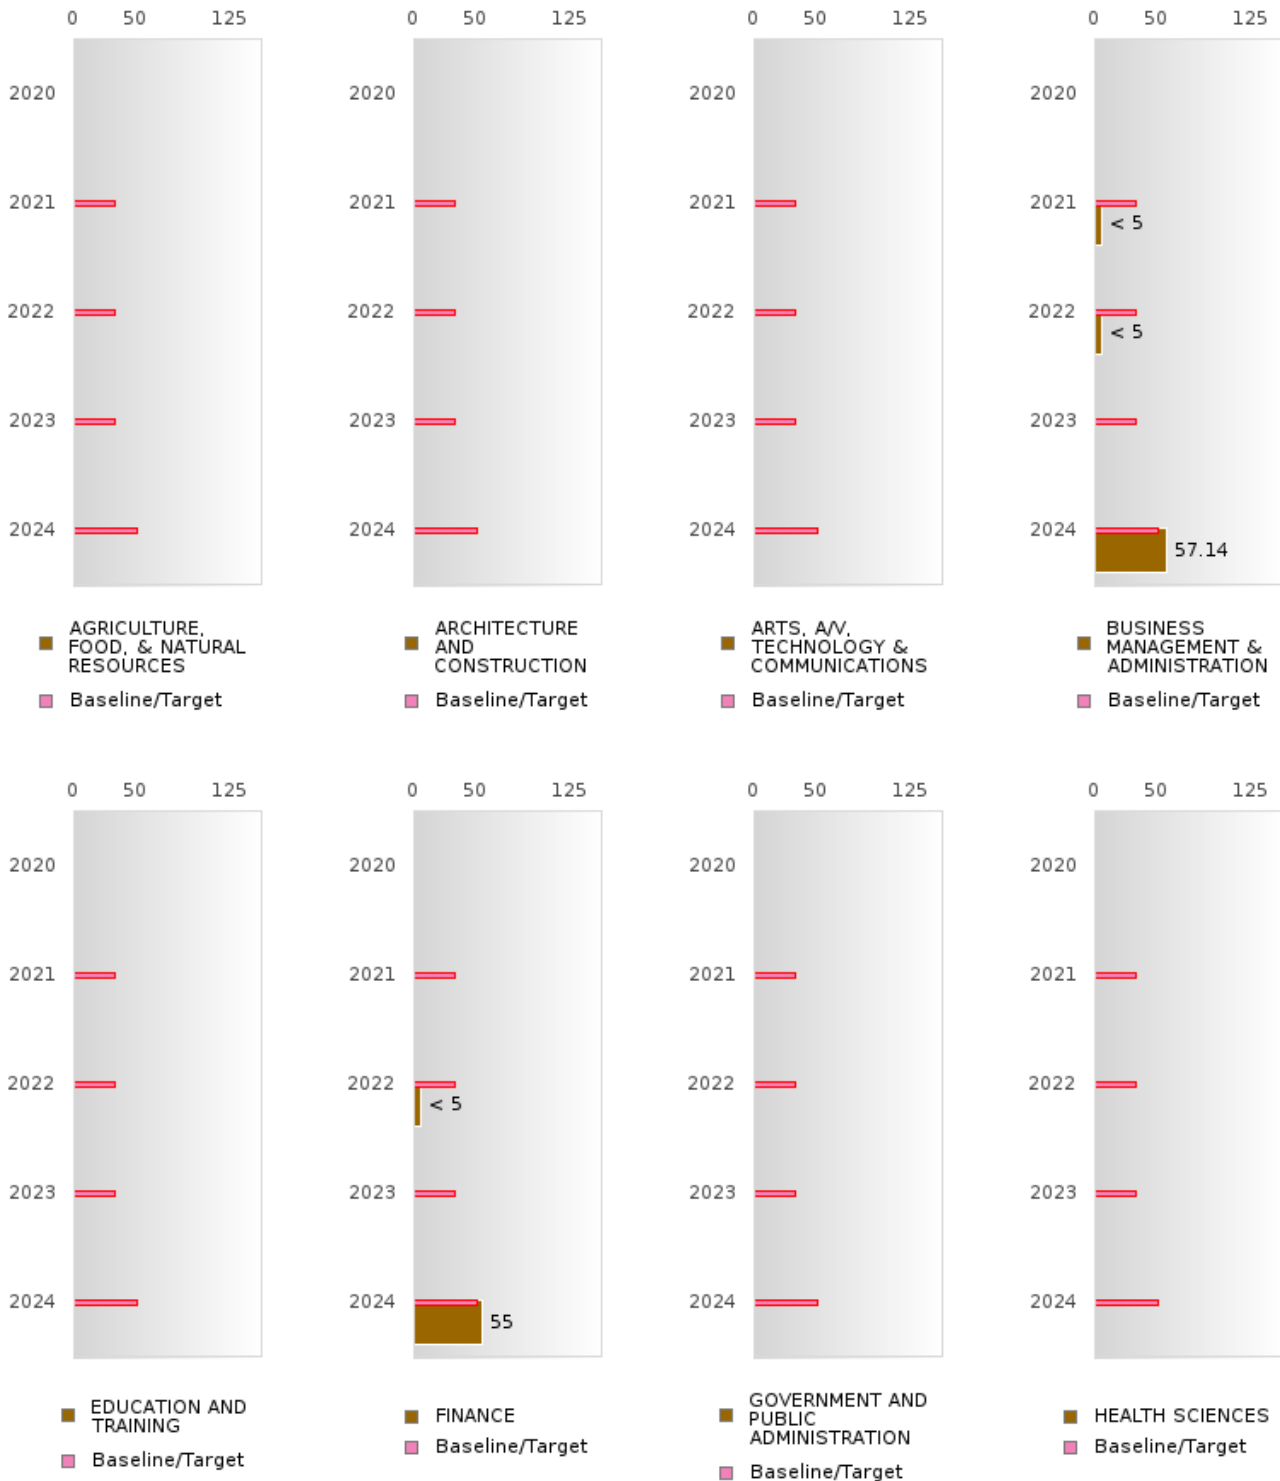 0 50 125
0 50 125
0 50 125
0 50 125
2020
2020
2020
2020
2021
2021
2021
2021
< 5
2022
2022
2022
2022
< 5
2023
2023
2023
2023
2024
2024
2024
2024
57.14
AGRICULTURE,
FOOD, & NATURAL
RESOURCES
Baseline/Target
ARCHITECTURE
AND
CONSTRUCTION
Baseline/Target
ARTS, A/V,
TECHNOLOGY &
COMMUNICATIONS
Baseline/Target
BUSINESS
MANAGEMENT &
ADMINISTRATION
Baseline/Target
0 50 125
0 50 125
0 50 125
0 50 125
2020
2020
2020
2020
2021
2021
2021
2021
2022
2022
< 5
2022
2022
2023
2023
2023
2023
2024
2024
55
2024
2024
EDUCATION AND
TRAINING
Baseline/Target
FINANCE
Baseline/Target
GOVERNMENT AND
PUBLIC
ADMINISTRATION
Baseline/Target
HEALTH SCIENCES
Baseline/Target